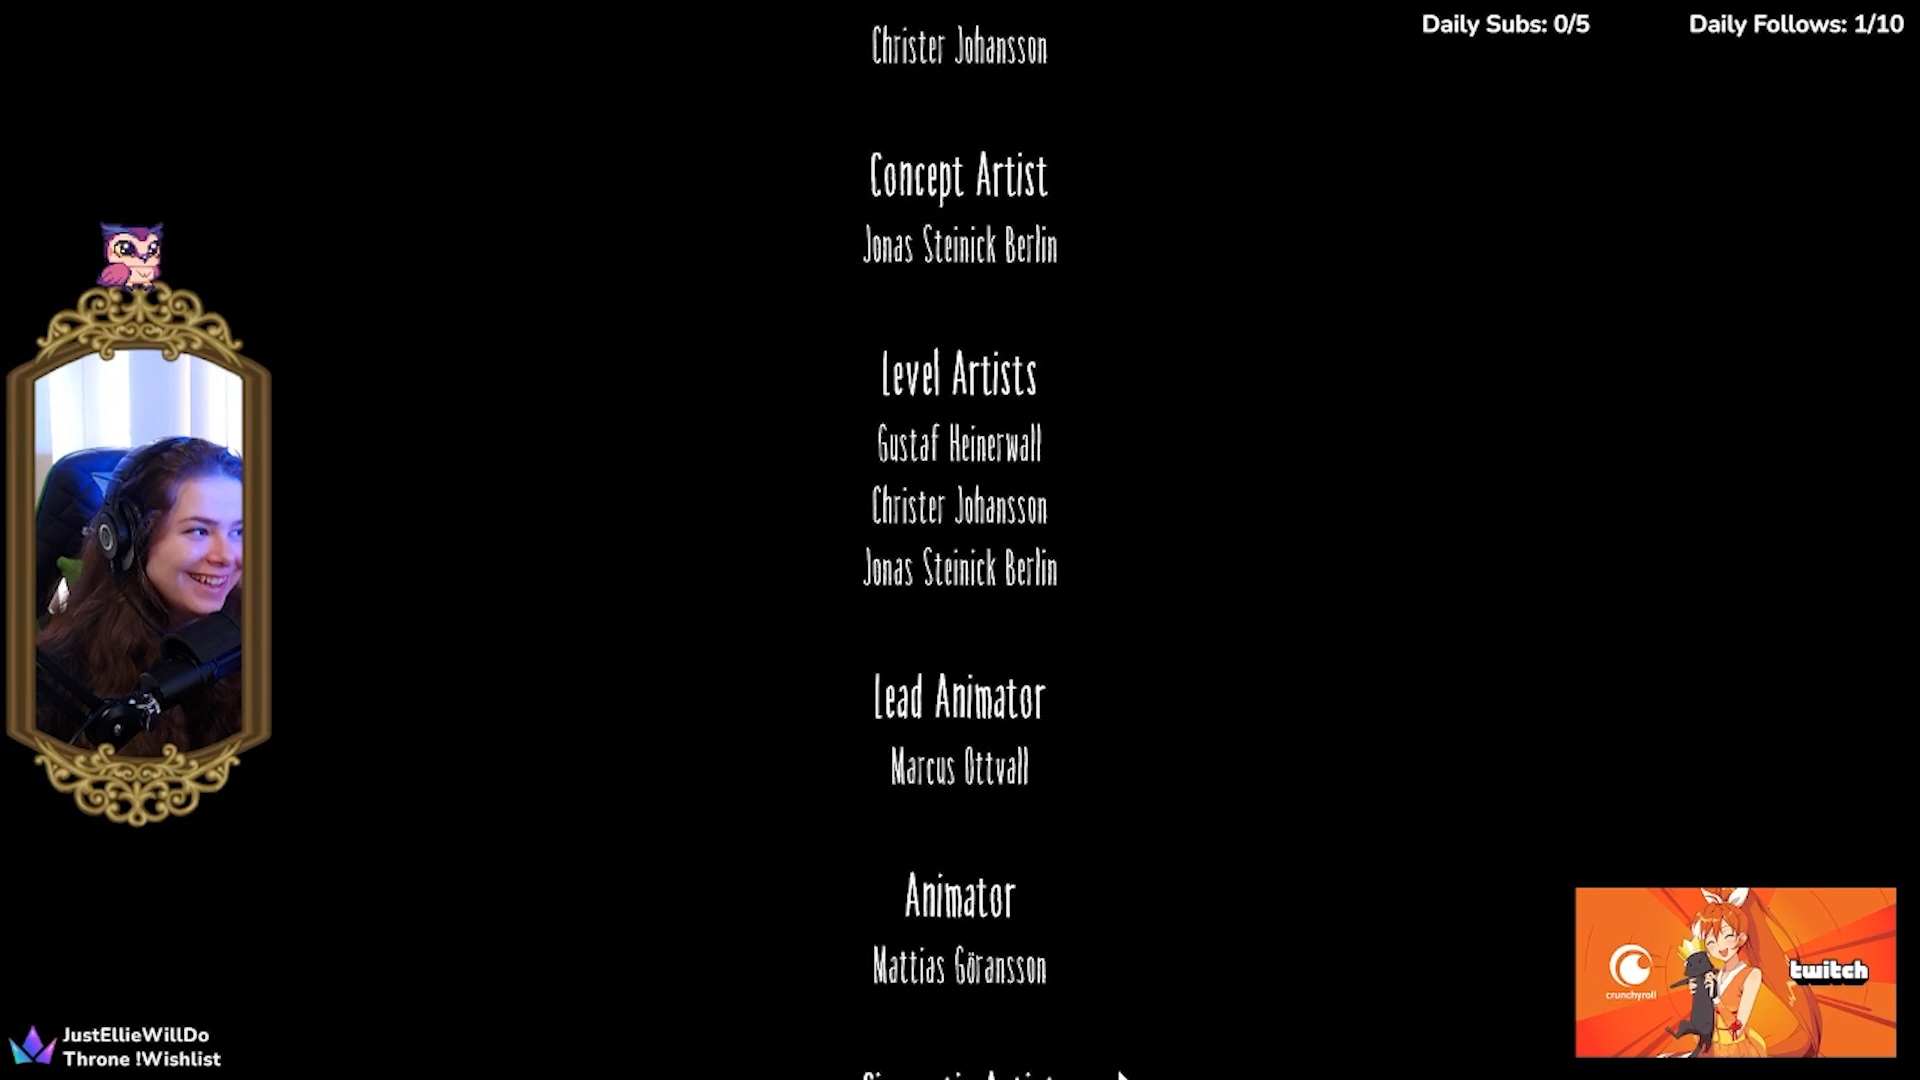 Daily Subs: 0/5
Daily Follows: 1/10
Christer Johansson
Concept Artist
Jonas Steinick Berlin
Level Artists
Gustaf Heinerwall
Christer Johansson
Jonas Steinick Berlin
Lead Animator
Marcus Ottvall
Animator
Mattias Göransson
crunchyroll
twitch
JustEllieWillDo
Throne !Wishlist